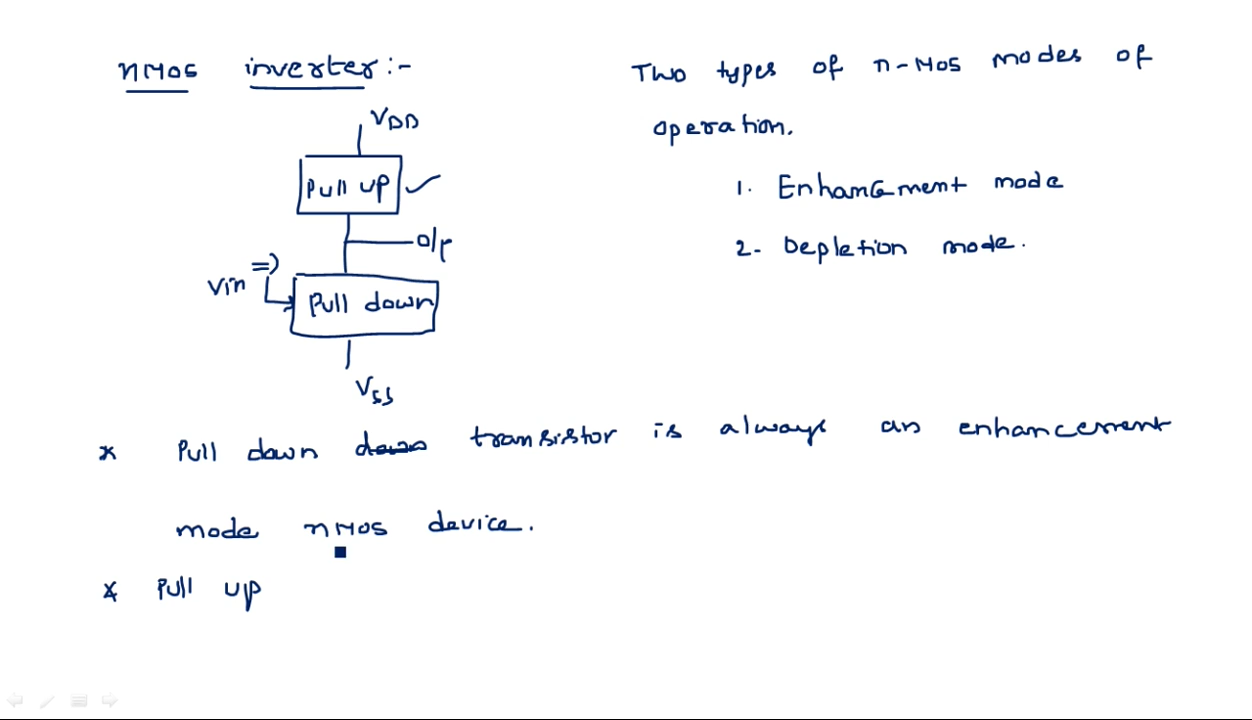 nMos inverter:-
VDD
Pull up
o/p
Vin =>
Pull down
Vss
Two types of n-Mos modes of
operation.
1. Enhancement mode
2- Depletion mode.
* Pull down down transistor is always an enhancement
mode nMos device.
* Pull up